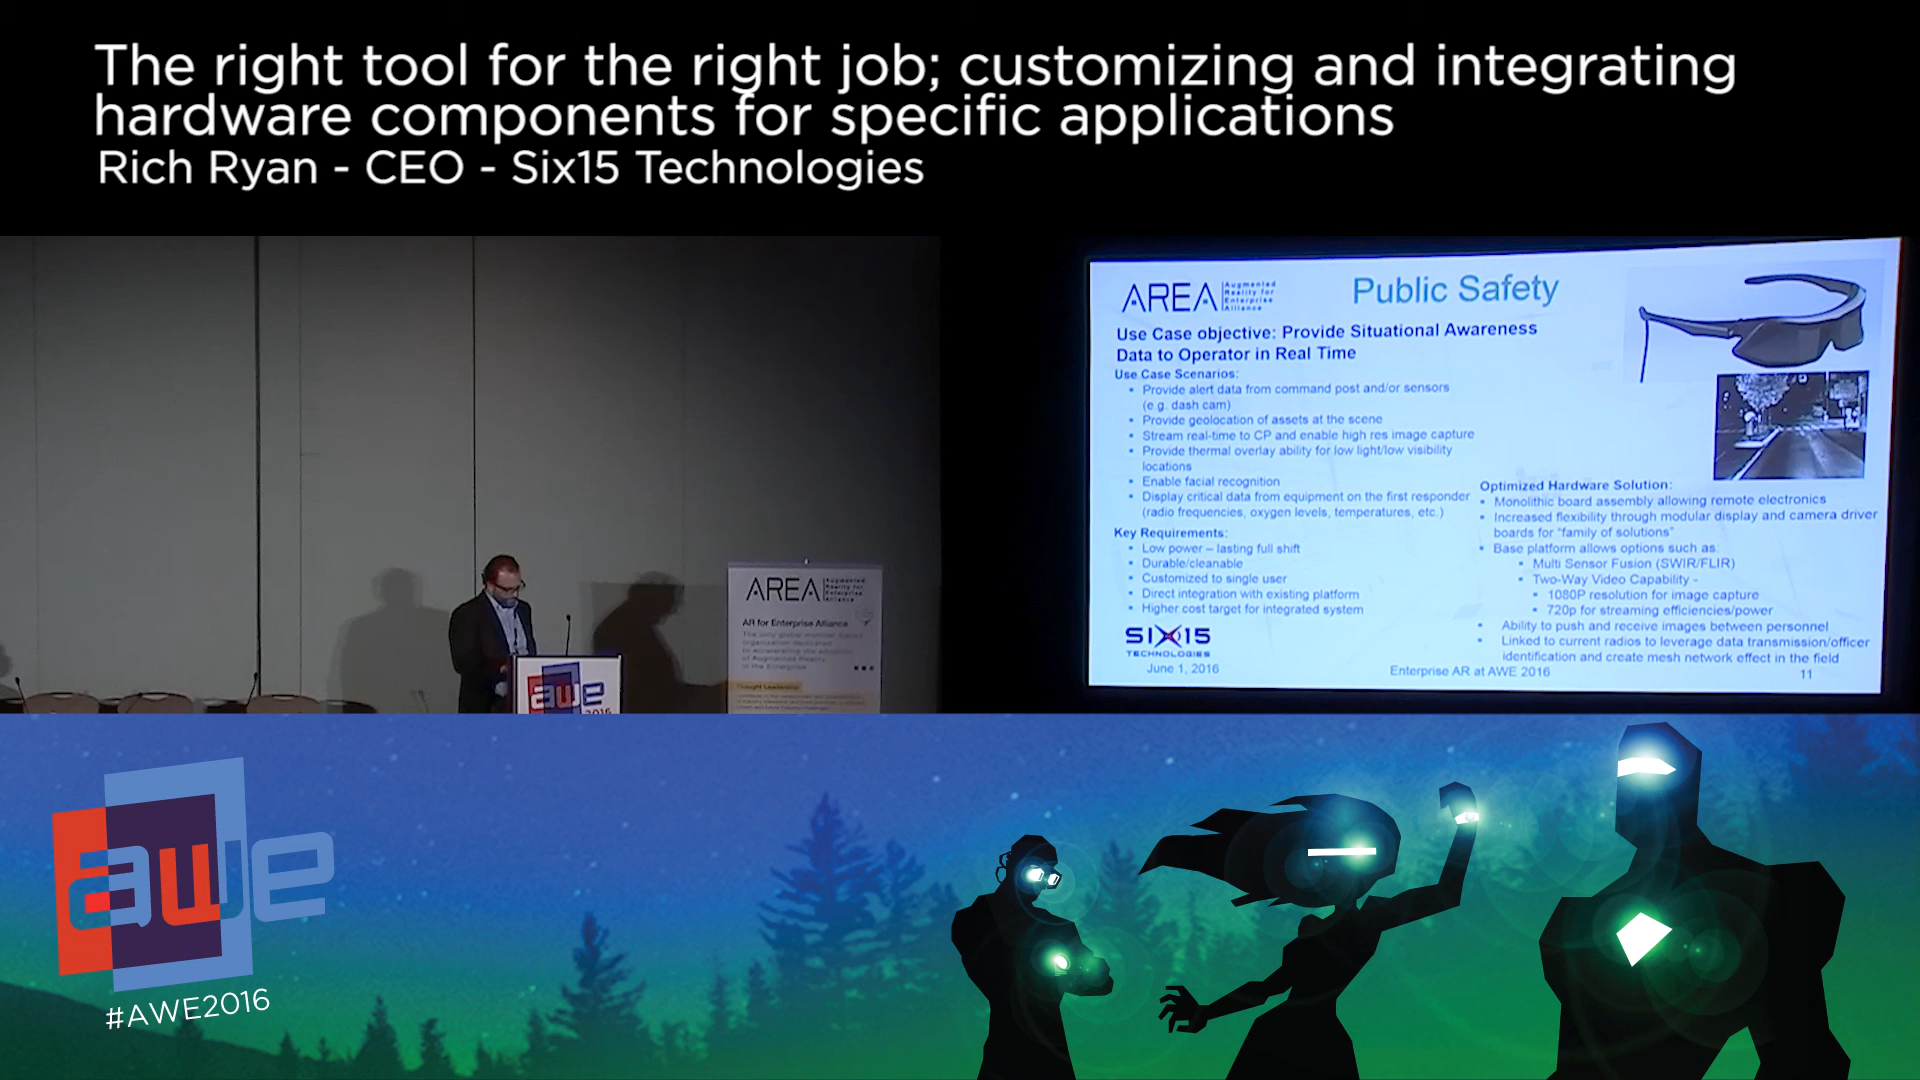 The right tool for the right job; customizing and integrating
hardware components for specific applications
Rich Ryan - CEO - Six15 Technologies
AREA
Augmented
Reality for
Enterprise
Alliance
Public Safety
Use Case objective: Provide Situational Awareness
Data to Operator in Real Time
Use Case Scenarios:
▪ Provide alert data from command post and/or sensors
(e.g. dash cam)
▪ Provide geolocation of assets at the scene
▪ Stream real-time to CP and enable high res image capture
▪ Provide thermal overlay ability for low light/low visibility
locations
▪ Enable facial recognition
▪ Display critical data from equipment on the first responder
(radio frequencies, oxygen levels, temperatures, etc.)
Key Requirements:
▪ Low power – lasting full shift
▪ Durable/cleanable
▪ Customized to single user
▪ Direct integration with existing platform
▪ Higher cost target for integrated system
Optimized Hardware Solution:
▪ Monolithic board assembly allowing remote electronics
▪ Increased flexibility through modular display and camera driver
boards for "family of solutions"
▪ Base platform allows options such as:
▪ Multi Sensor Fusion (SWIR/FLIR)
▪ Two-Way Video Capability -
▪ 1080P resolution for image capture
▪ 720p for streaming efficiencies/power
▪ Ability to push and receive images between personnel
▪ Linked to current radios to leverage data transmission/officer
identification and create mesh network effect in the field
SIX15
TECHNOLOGIES
June 1, 2016
Enterprise AR at AWE 2016
11
AREA
Augmented
Reality for
Enterprise
Alliance
AR for Enterprise Alliance
Thought Leadership
awe
2016
awe
#AWE2016